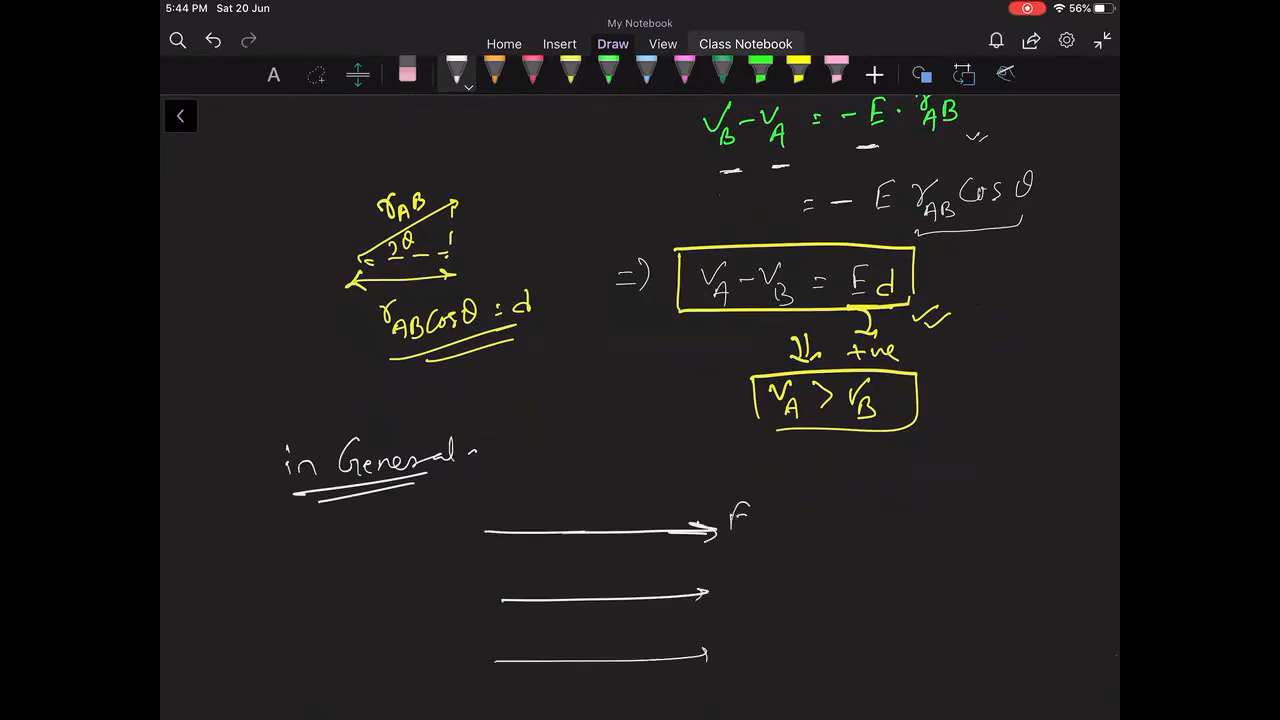 5:44 PM Sat 20 Jun
56%
My Notebook
Home Insert Draw View Class Notebook
A
V_B - V_A = - E · r_AB
= - E r_AB Cos θ
r_AB
θ
r_AB Cos θ = d
=) V_A - V_B = E d
+ve
V_A > V_B
in General -
E